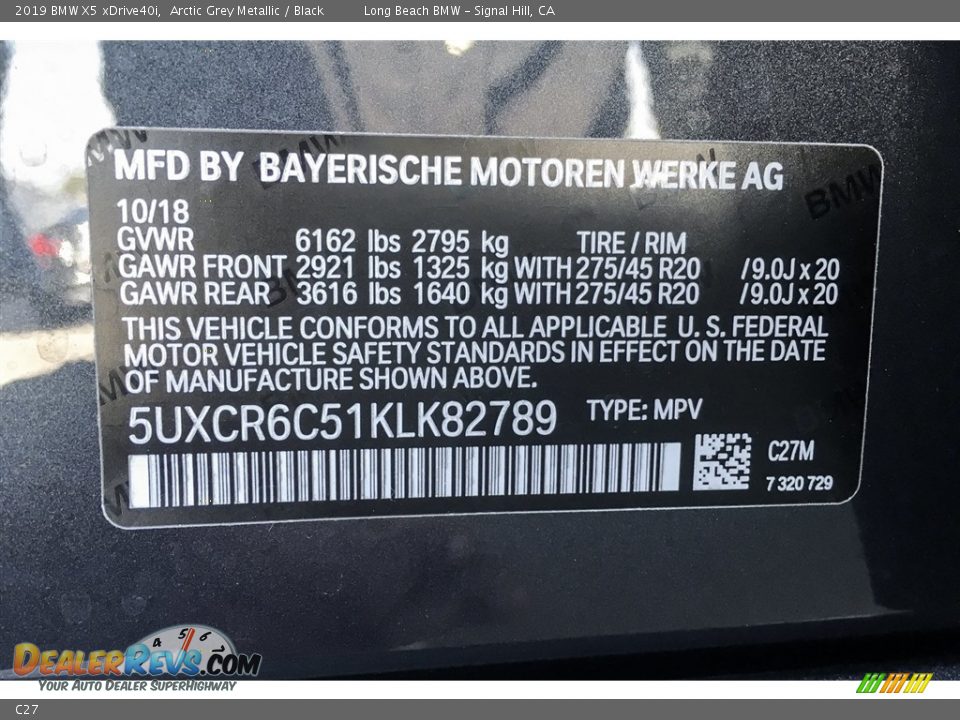 2019 BMW X5 xDrive40i, Arctic Grey Metallic / Black Long Beach BMW - Signal Hill, CA
MFD BY BAYERISCHE MOTOREN WERKE AG
10/18
GVWR 6162 lbs 2795 kg TIRE / RIM
GAWR FRONT 2921 lbs 1325 kg WITH 275/45 R20 /9.0J x 20
GAWR REAR 3616 lbs 1640 kg WITH 275/45 R20 /9.0J x 20
THIS VEHICLE CONFORMS TO ALL APPLICABLE U. S. FEDERAL
MOTOR VEHICLE SAFETY STANDARDS IN EFFECT ON THE DATE
OF MANUFACTURE SHOWN ABOVE.
5UXCR6C51KLK82789 TYPE: MPV
C27M
7 320 729
4 5 6
DEALERREVS.COM
YOUR AUTO DEALER SUPERHIGHWAY
C27